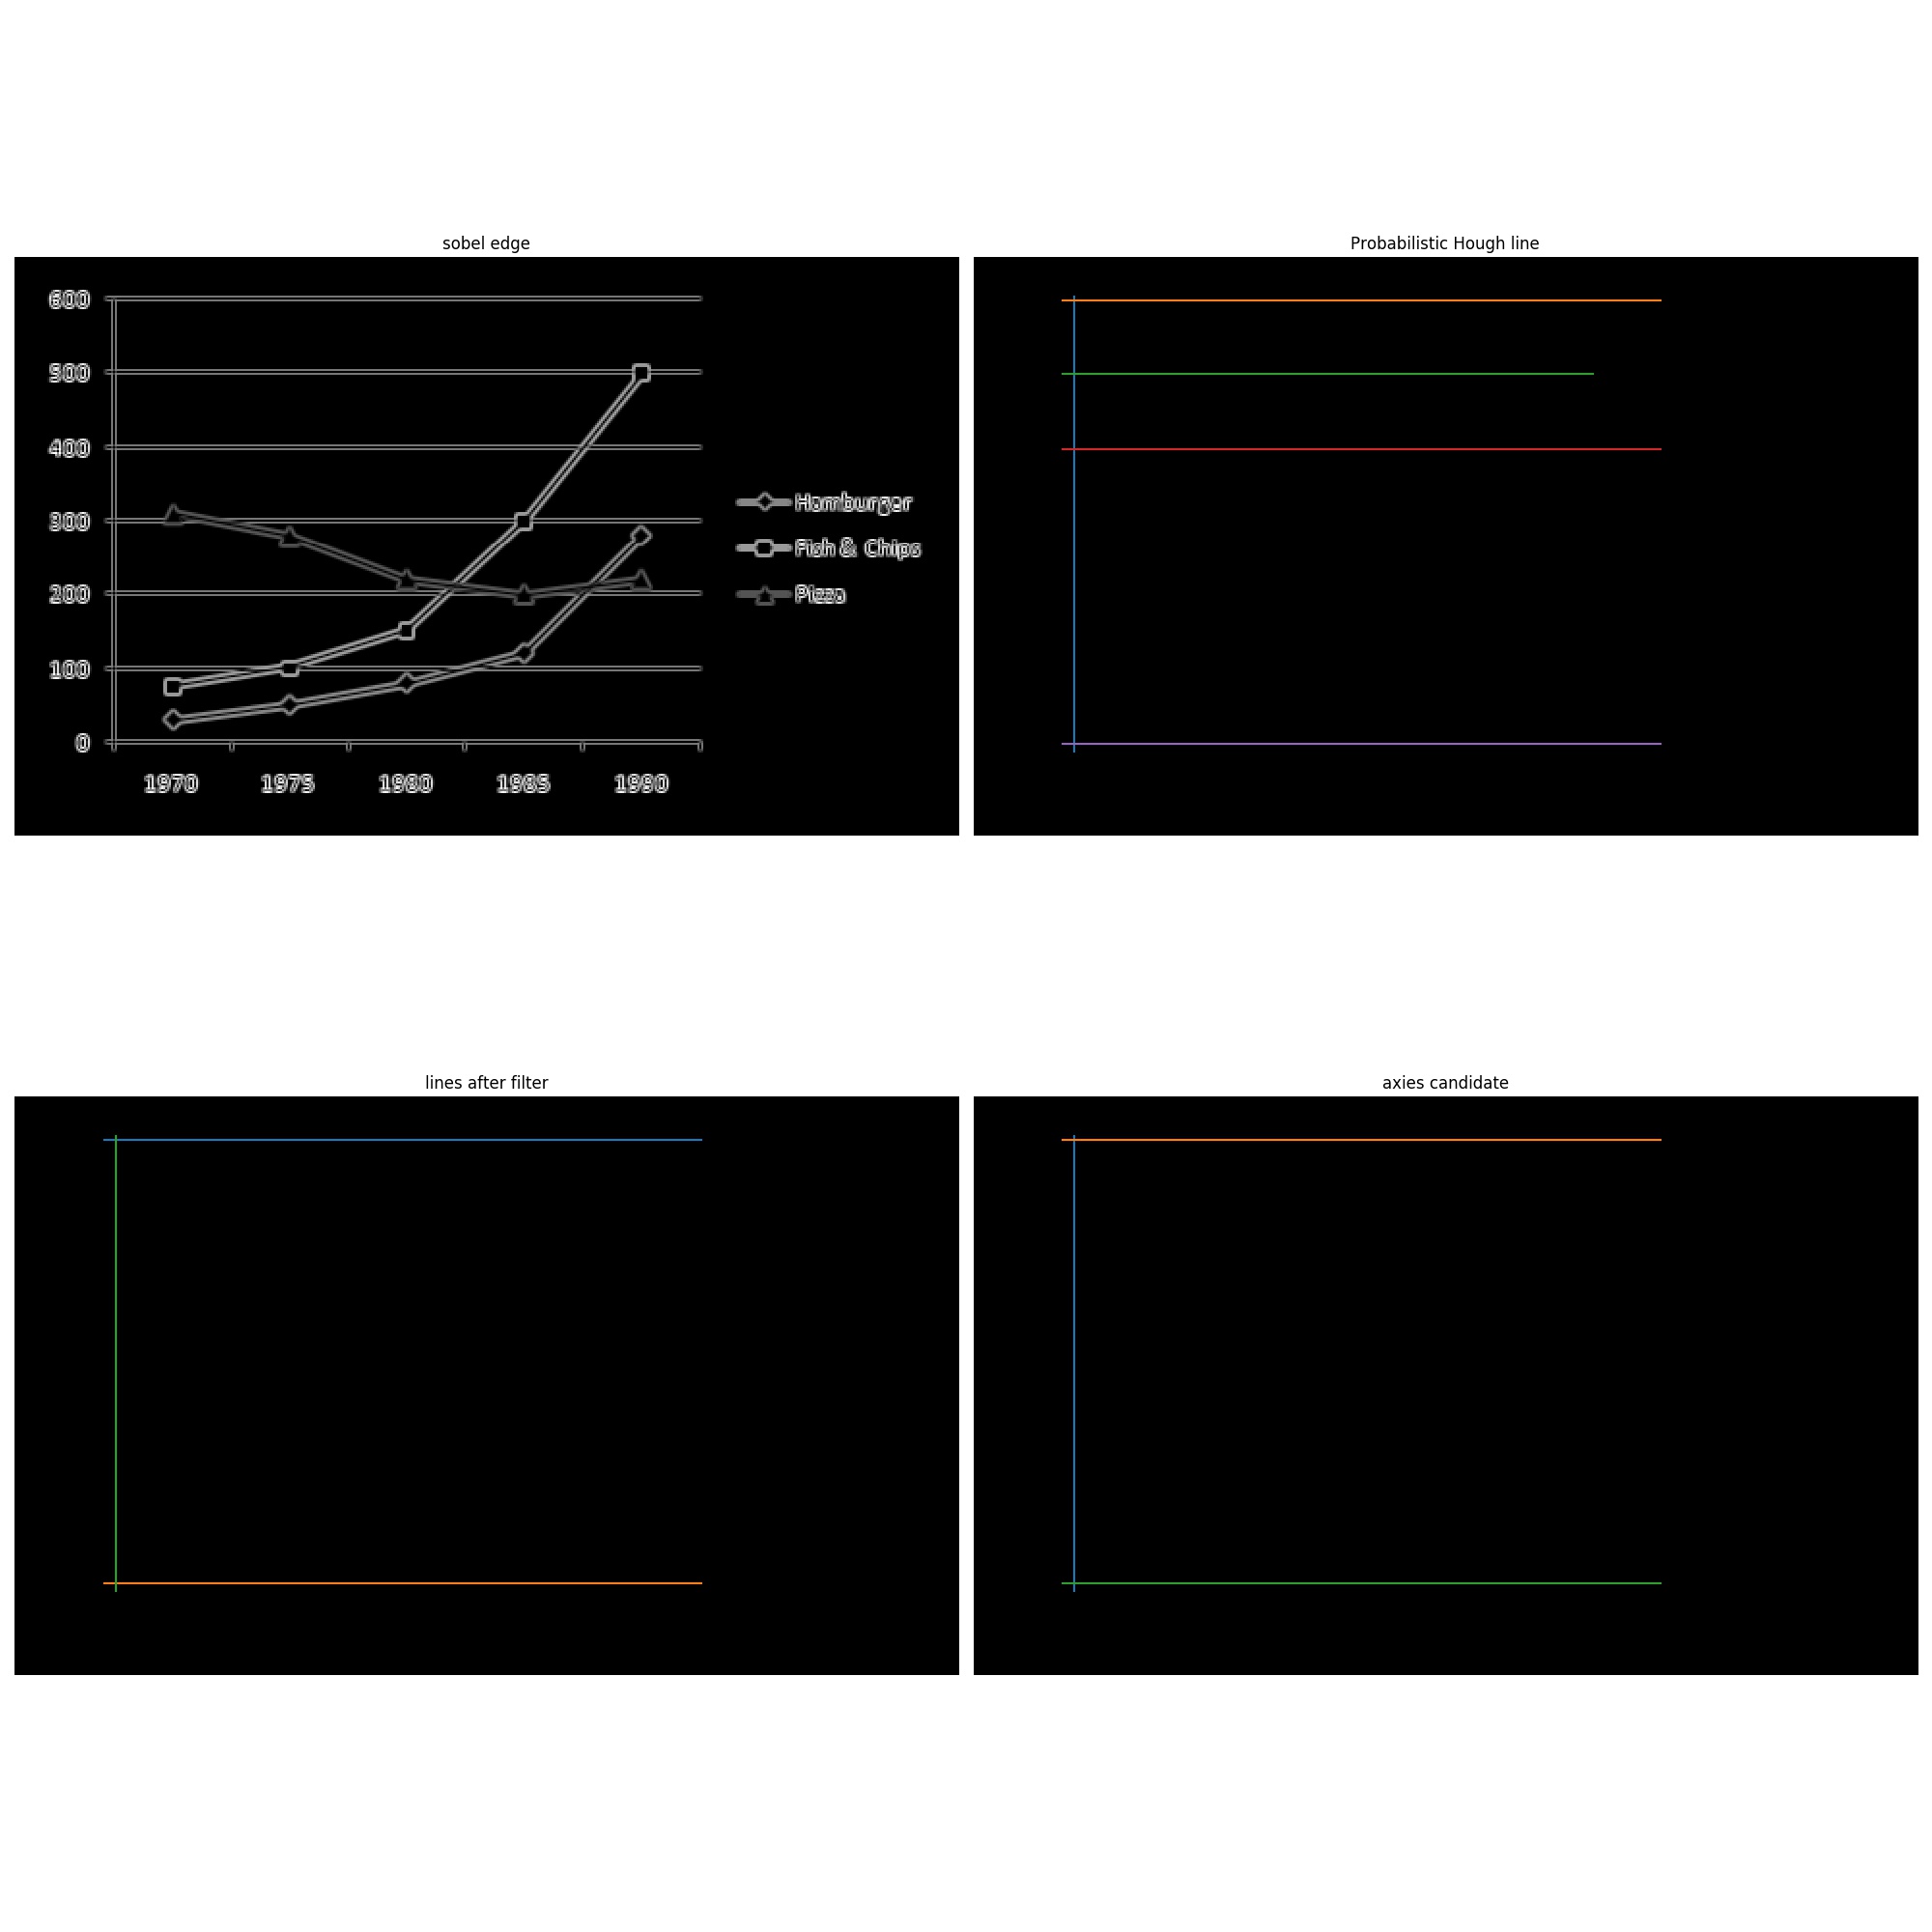 sobel edge
Probabilistic Hough line
600
500
400
300
200
100
0
1970 1975 1980 1985 1990
Hamburger
Fish & Chips
Pizza
lines after filter
axies candidate